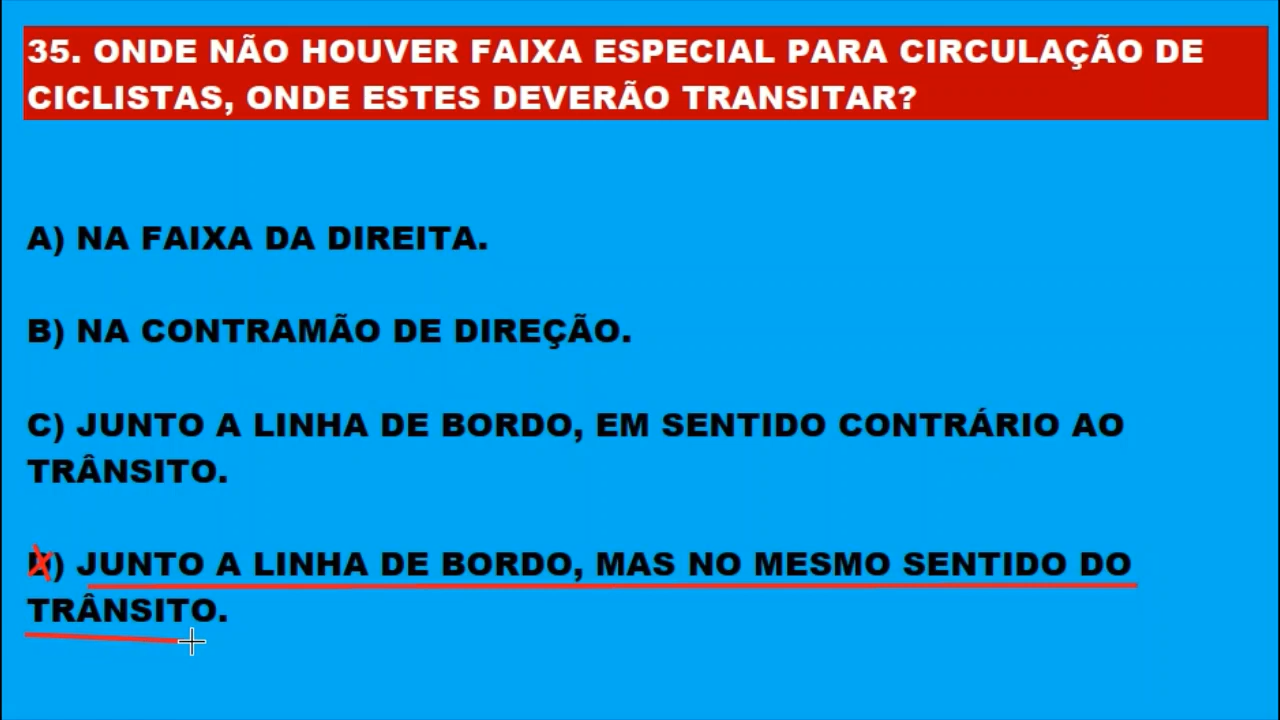 35. ONDE NÃO HOUVER FAIXA ESPECIAL PARA CIRCULAÇÃO DE
CICLISTAS, ONDE ESTES DEVERÃO TRANSITAR?
A) NA FAIXA DA DIREITA.
B) NA CONTRAMÃO DE DIREÇÃO.
C) JUNTO A LINHA DE BORDO, EM SENTIDO CONTRÁRIO AO
TRÂNSITO.
D) JUNTO A LINHA DE BORDO, MAS NO MESMO SENTIDO DO
TRÂNSITO.